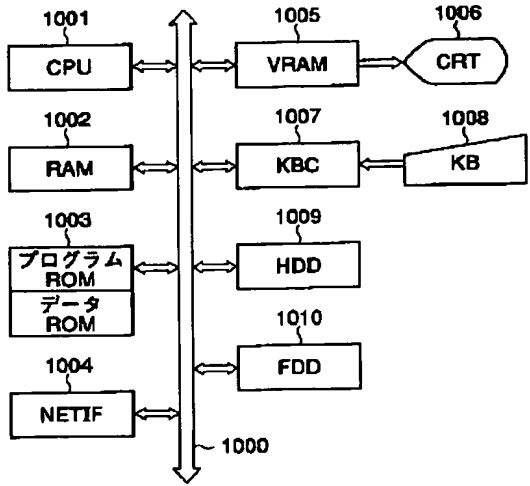 1001
CPU
1002
RAM
1003
プログラム
ROM
データ
ROM
1004
NETIF
1005
VRAM
1006
CRT
1007
KBC
1008
KB
1009
HDD
1010
FDD
1000